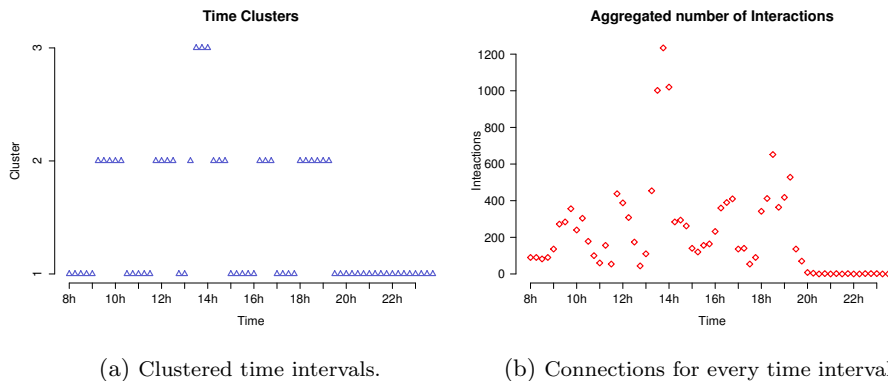 Time Clusters
Cluster
3
2
1
8h 10h 12h 14h 16h 18h 20h 22h
Time
(a) Clustered time intervals.
Aggregated number of Interactions
Inteactions
1200
1000
800
600
400
200
0
8h 10h 12h 14h 16h 18h 20h 22h
Time
(b) Connections for every time interval